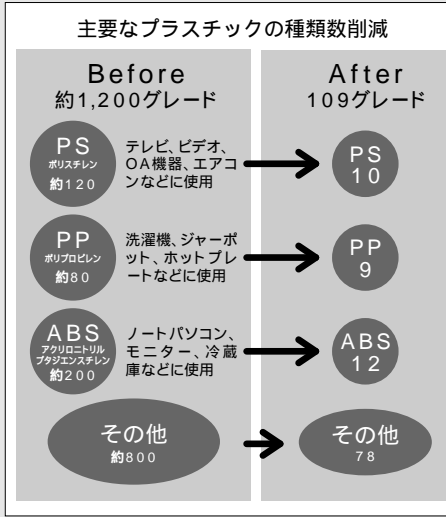 主要なプラスチックの種類数削減
Before
約1,200グレード
After
109グレード
PS
ポリスチレン
約120
テレビ、ビデオ、
OA機器、エアコ
ンなどに使用
PS
10
PP
ポリプロピレン
約80
洗濯機、ジャーポ
ット、ホットプレ
ートなどに使用
PP
9
ABS
アクリロニトリル
ブタジエンスチレン
約200
ノートパソコン、
モニター、冷蔵
庫などに使用
ABS
12
その他
約800
その他
78